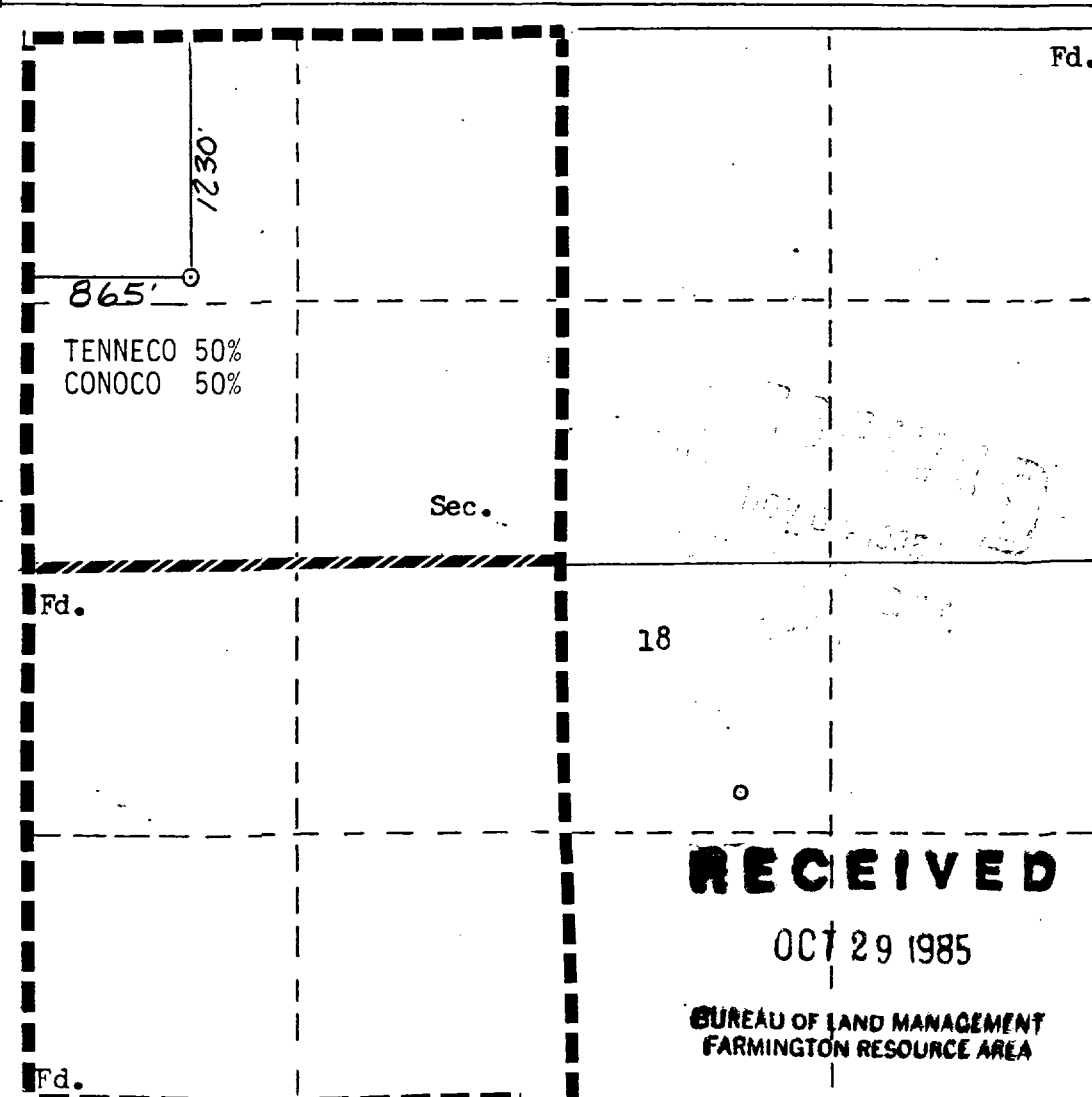 Fd.
1230'
865'
TENNECO 50%
CONOCO 50%
Sec.
Fd.
18
RECEIVED
OCT 29 1985
BUREAU OF LAND MANAGEMENT
FARMINGTON RESOURCE AREA
Fd.